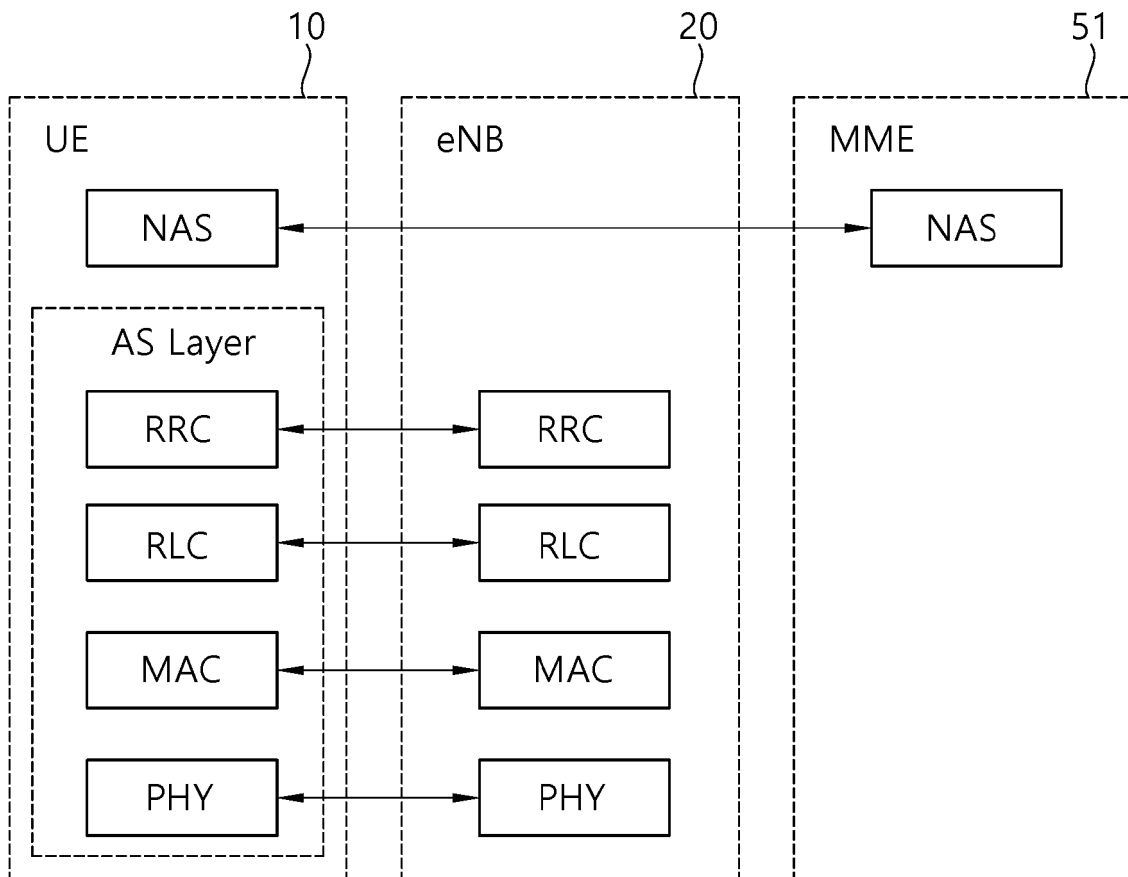 10
20
51
UE
eNB
MME
NAS
NAS
AS Layer
RRC
RRC
RLC
RLC
MAC
MAC
PHY
PHY